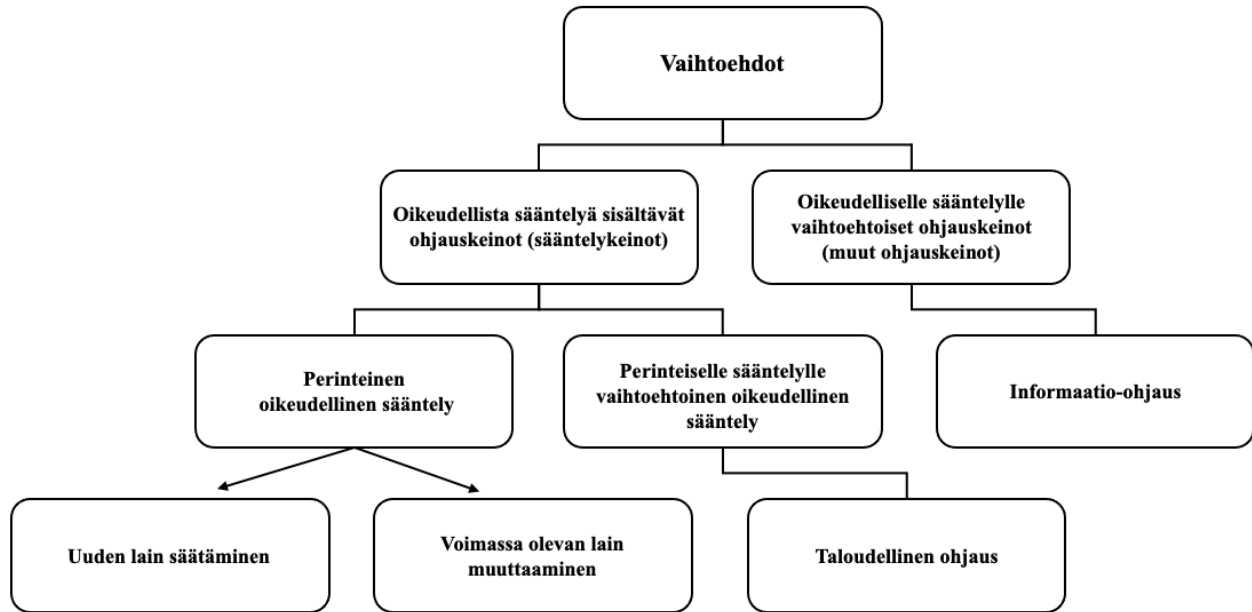 Vaihtoehdot
Oikeudellista sääntelyä sisältävät
ohjauskeinot (sääntelykeinot)
Oikeudelliselle sääntelylle
vaihtoehtoiset ohjauskeinot
(muut ohjauskeinot)
Perinteinen
oikeudellinen sääntely
Perinteiselle sääntelylle
vaihtoehtoinen oikeudellinen
sääntely
Informaatio-ohjaus
Uuden lain säätäminen
Voimassa olevan lain
muuttaaminen
Taloudellinen ohjaus